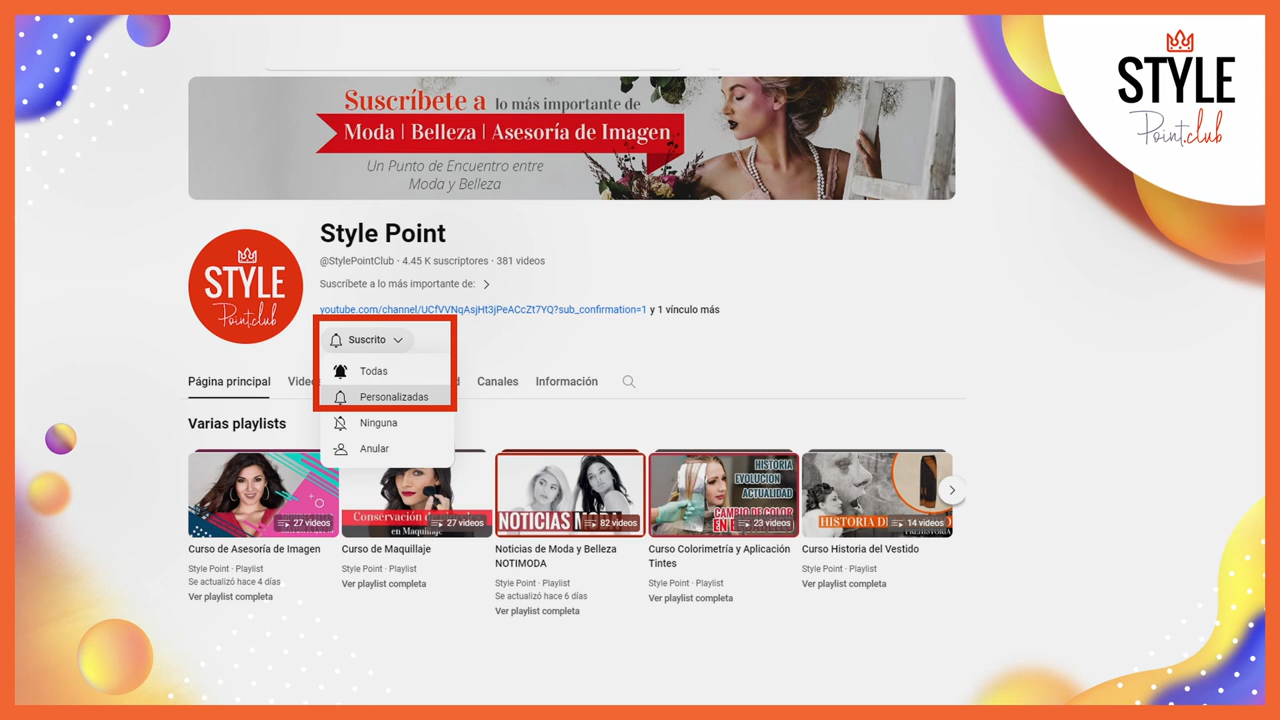 STYLE
Point.club
Suscríbete a lo más importante de
Moda | Belleza | Asesoría de Imagen
Un Punto de Encuentro entre
Moda y Belleza
STYLE
Point.club
Style Point
@StylePointClub · 4.45 K suscriptores · 381 videos
Suscríbete a lo más importante de:
youtube.com/channel/UCfVVNqAsjHt3jPeACcZt7YQ?sub_confirmation=1 y 1 vínculo más
Suscrito
Todas
Personalizadas
Ninguna
Anular
Página principal
Canales
Información
Varias playlists
27 videos
Conservación
en Maquillaje
27 videos
NOTICIAS
82 videos
HISTORIA
EVOLUCION
ACTUALIDAD
CAMBIO DE COLOR
23 videos
HISTORIA
14 videos
PREHISTORIA
Curso de Asesoría de Imagen
Style Point · Playlist
Se actualizó hace 4 días
Ver playlist completa
Curso de Maquillaje
Style Point · Playlist
Ver playlist completa
Noticias de Moda y Belleza
NOTIMODA
Style Point · Playlist
Se actualizó hace 6 días
Ver playlist completa
Curso Colorimetría y Aplicación
Tintes
Style Point · Playlist
Ver playlist completa
Curso Historia del Vestido
Style Point · Playlist
Ver playlist completa